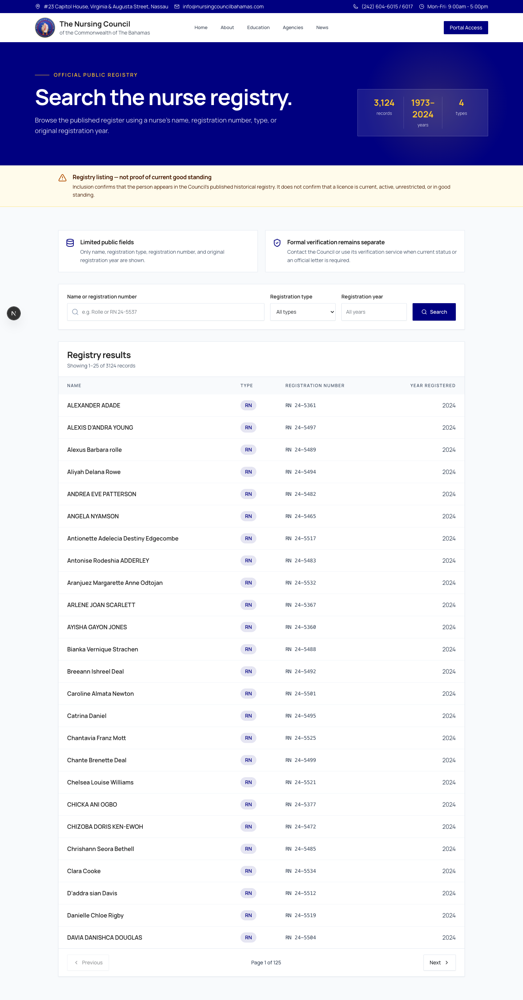 #23 Capitol House, Virginia & Augusta Street, Nassau info@nursingcouncilbahamas.com (242) 604-6015 / 6017 Mon-Fri: 9:00am - 5:00pm
The Nursing Council
of the Commonwealth of The Bahamas
Home About Education Agencies News
Portal Access
OFFICIAL PUBLIC REGISTRY
Search the nurse registry.
Browse the published register using a nurse's name, registration number, type, or
original registration year.
3,124
records
1973–
2024
years
4
types
Registry listing — not proof of current good standing
Inclusion confirms that the person appears in the Council's published historical registry. It does not confirm that a licence is current, active, unrestricted, or in good
standing.
Limited public fields
Only name, registration type, registration number, and original
registration year are shown.
Formal verification remains separate
Contact the Council or use its verification service when current status or
an official letter is required.
Name or registration number
e.g. Rolle or RN 24-5537
Registration type
All types
Registration year
All years
Search
Registry results
Showing 1–25 of 3124 records
NAME TYPE REGISTRATION NUMBER YEAR REGISTERED
ALEXANDER ADADE RN RN 24–5361 2024
ALEXIS D'ANDRA YOUNG RN RN 24–5497 2024
Alexus Barbara rolle RN RN 24–5489 2024
Aliyah Delana Rowe RN RN 24–5494 2024
ANDREA EVE PATTERSON RN RN 24–5482 2024
ANGELA NYAMSON RN RN 24–5465 2024
Antionette Adelecia Destiny Edgecombe RN RN 24–5517 2024
Antonise Rodeshia ADDERLEY RN RN 24–5483 2024
Aranjuez Margarette Anne Odtojan RN RN 24–5532 2024
ARLENE JOAN SCARLETT RN RN 24–5367 2024
AYISHA GAYON JONES RN RN 24–5360 2024
Bianka Vernique Strachen RN RN 24–5488 2024
Breeann Ishreel Deal RN RN 24–5492 2024
Caroline Almata Newton RN RN 24–5501 2024
Catrina Daniel RN RN 24–5495 2024
Chantavia Franz Mott RN RN 24–5525 2024
Chante Brenette Deal RN RN 24–5499 2024
Chelsea Louise Williams RN RN 24–5521 2024
CHICKA ANI OGBO RN RN 24–5377 2024
CHIZOBA DORIS KEN-EWOH RN RN 24–5472 2024
Chrishann Seora Bethell RN RN 24–5485 2024
Clara Cooke RN RN 24–5534 2024
D'addra sian Davis RN RN 24–5512 2024
Danielle Chloe Rigby RN RN 24–5519 2024
DAVIA DANISHCA DOUGLAS RN RN 24–5504 2024
Previous Page 1 of 125 Next